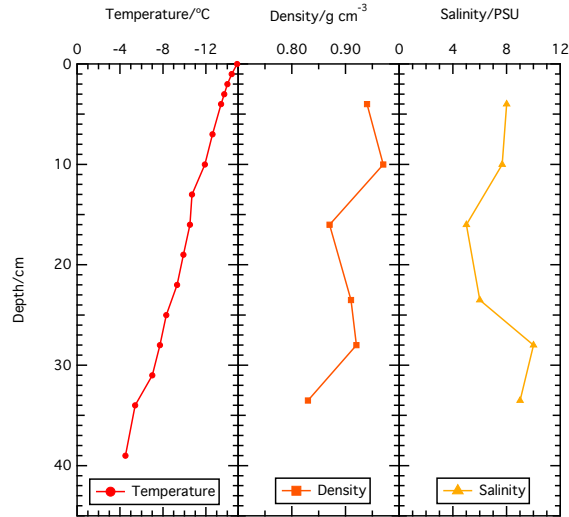 Temperature/°C Density/g cm⁻³ Salinity/PSU
0 -4 -8 -12 0.80 0.90 0 4 8 12
0
10
20
30
40
Depth/cm
Temperature Density Salinity